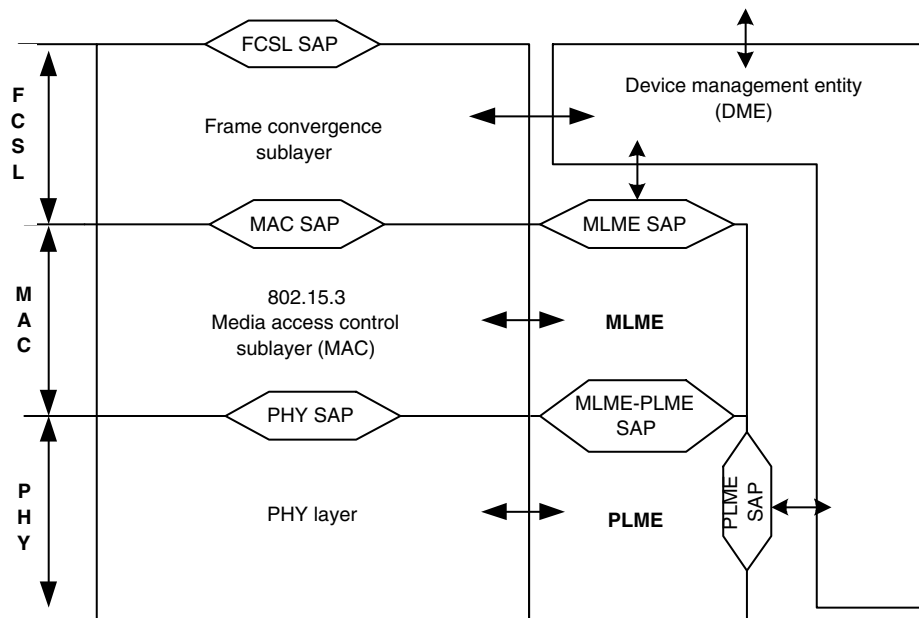 FCSL SAP
Device management entity
(DME)
F
C
S
L
Frame convergence
sublayer
MAC SAP
MLME SAP
M
A
C
802.15.3
Media access control
sublayer (MAC)
MLME
PHY SAP
MLME-PLME
SAP
P
H
Y
PHY layer
PLME
PLME
SAP